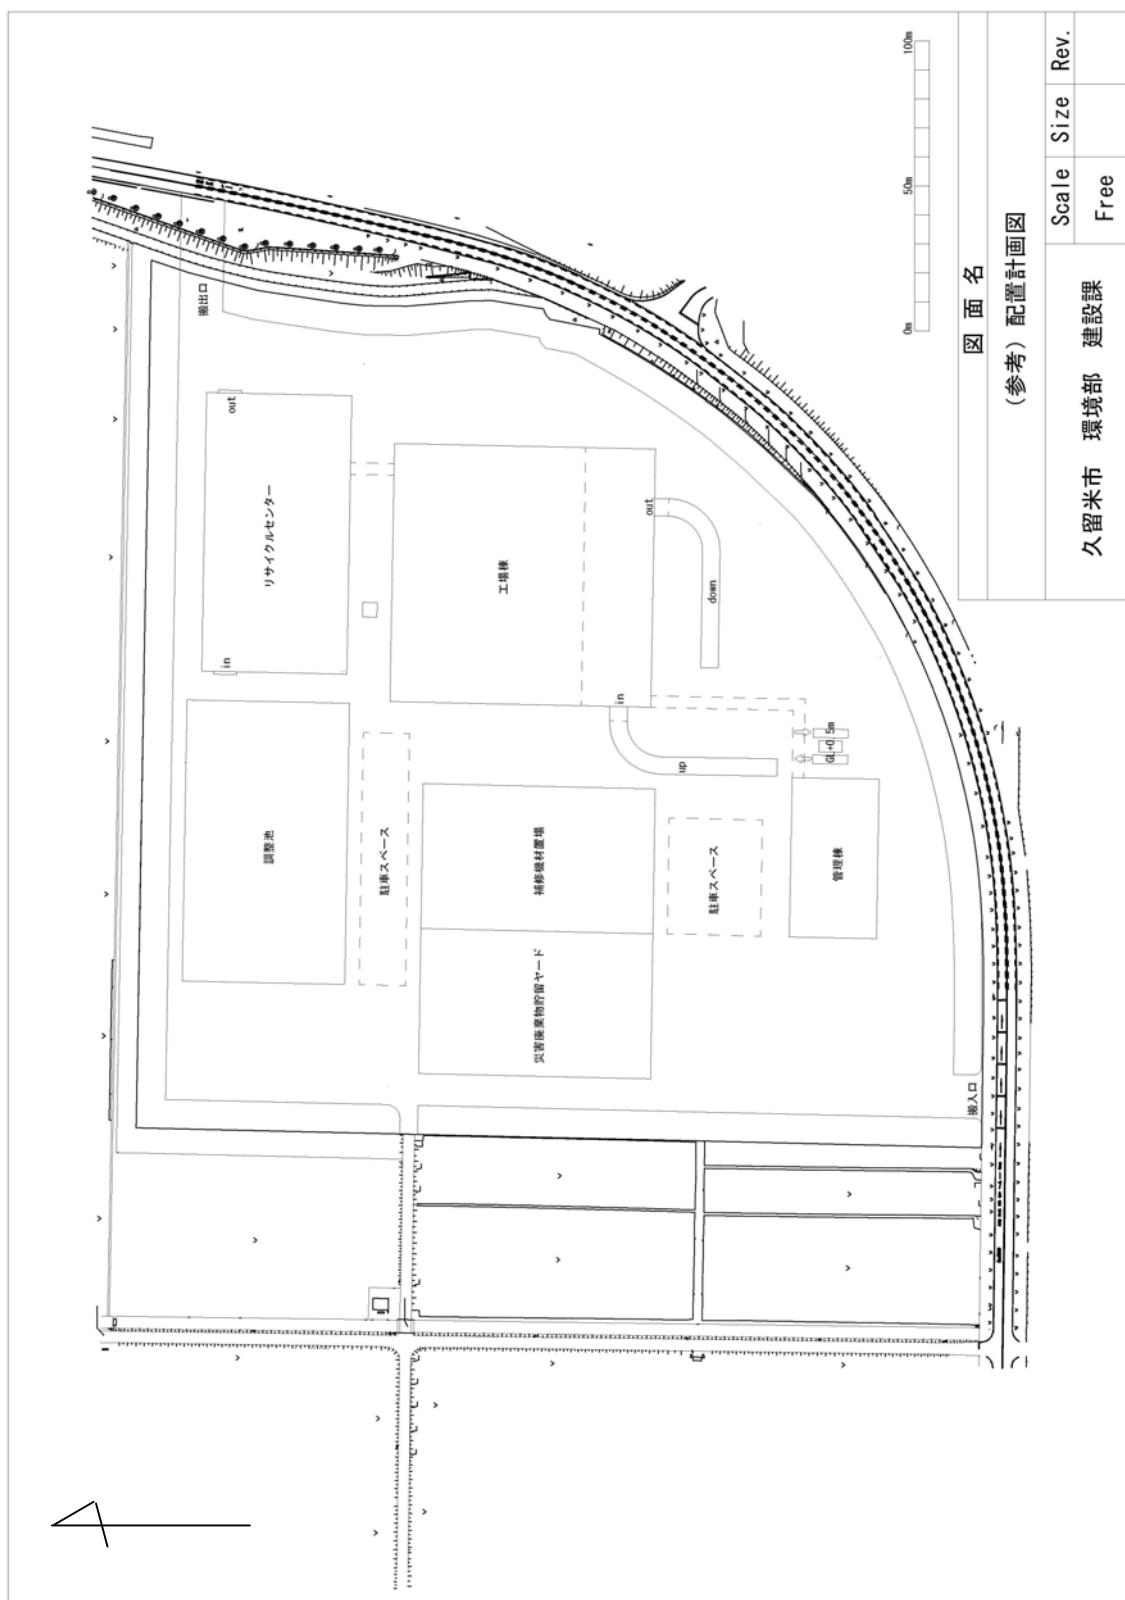 搬出口
out
リサイクルセンター
in
工場棟
out
down
in
up
GL+0.5m
調整池
駐車スペース
補修機材置場
災害廃棄物貯留ヤード
駐車スペース
管理棟
搬入口
0m
50m
100m
図面名
(参考) 配置計画図
Scale
Size
Rev.
Free
久留米市 環境部 建設課